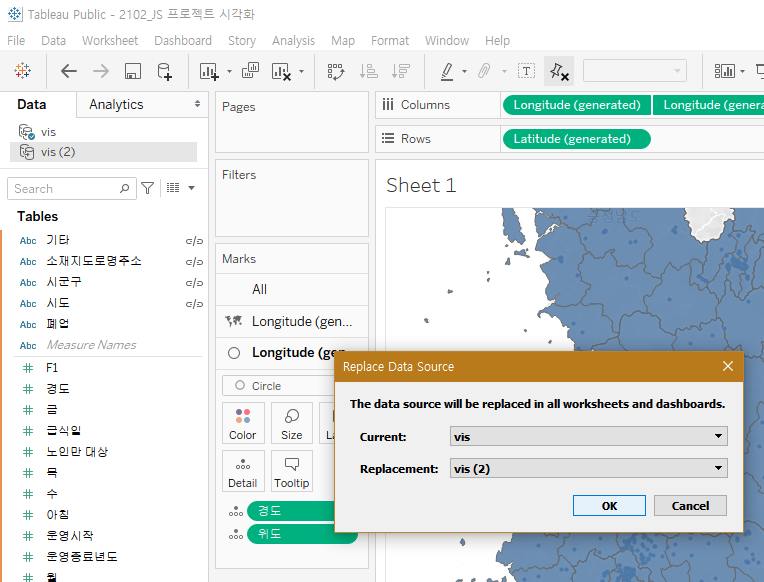 Tableau Public - 2102_JS 프로젝트 시각화
File Data Worksheet Dashboard Story Analysis Map Format Window Help
Data Analytics
vis
vis (2)
Search
Tables
Abc 기타
Abc 소재지도로명주소
Abc 시군구
Abc 시도
Abc 폐업
Abc Measure Names
# F1
# 경도
# 금
# 급식일
# 노인만 대상
# 목
# 수
# 아침
# 운영시작
# 운영종료년도
# 월
Pages
Filters
Marks
All
Longitude (gen...
Longitude (gen
Circle
Color Size
Detail Tooltip
경도
위도
Columns Longitude (generated) Longitude (genera
Rows Latitude (generated)
Sheet 1
Replace Data Source
The data source will be replaced in all worksheets and dashboards.
Current: vis
Replacement: vis (2)
OK Cancel